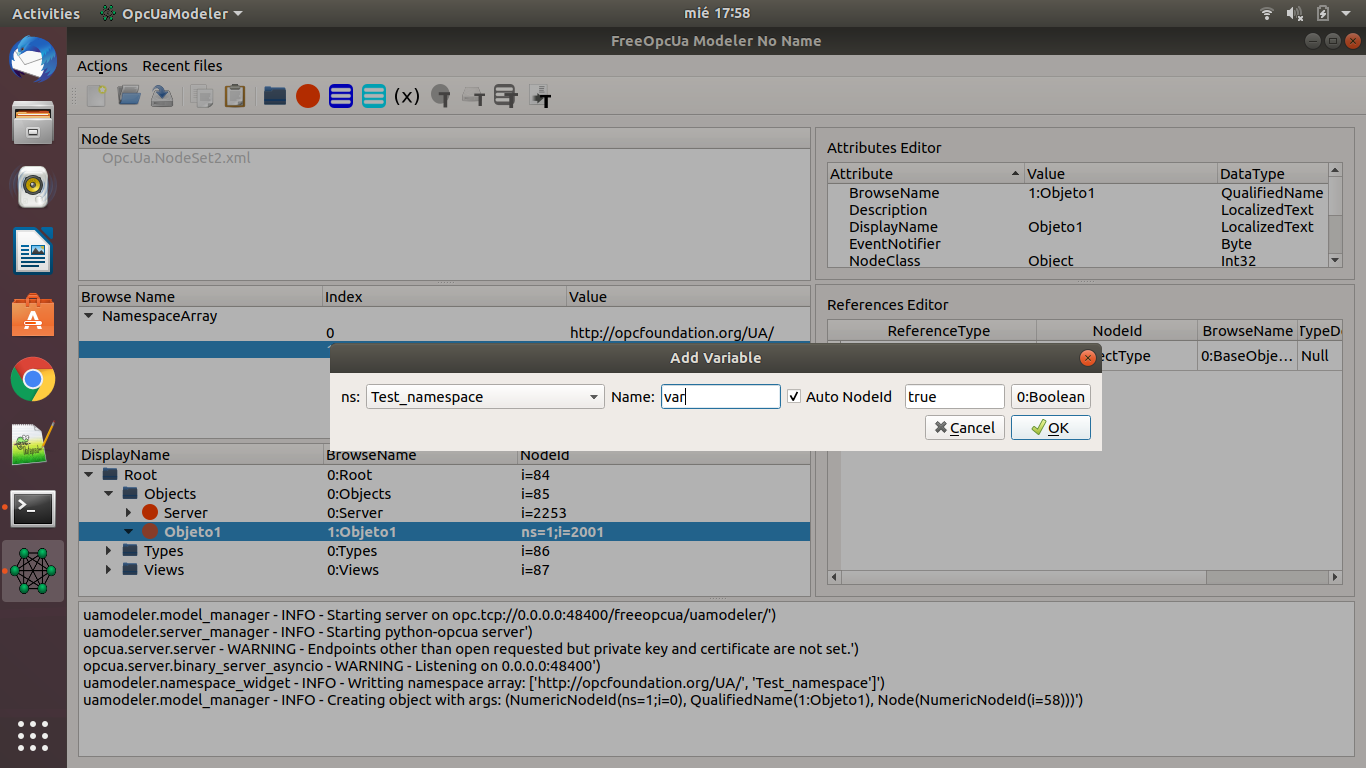 Activities OpcUaModeler mié 17:58
FreeOpcUa Modeler No Name
Actions Recent files
(x) T T T T
Node Sets
Opc.Ua.NodeSet2.xml
Attributes Editor
Attribute Value DataType
BrowseName 1:Objeto1 QualifiedName
Description LocalizedText
DisplayName Objeto1 LocalizedText
EventNotifier Byte
NodeClass Object Int32
Browse Name Index Value
NamespaceArray
0 http://opcfoundation.org/UA/
References Editor
ReferenceType NodeId BrowseName TypeDe
ectType 0:BaseObje... Null
Add Variable
ns: Test_namespace Name: var Auto NodeId true 0:Boolean
Cancel OK
DisplayName BrowseName NodeId
Root 0:Root i=84
Objects 0:Objects i=85
Server 0:Server i=2253
Objeto1 1:Objeto1 ns=1;i=2001
Types 0:Types i=86
Views 0:Views i=87
uamodeler.model_manager - INFO - Starting server on opc.tcp://0.0.0.0:48400/freeopcua/uamodeler/')
uamodeler.server_manager - INFO - Starting python-opcua server')
opcua.server.server - WARNING - Endpoints other than open requested but private key and certificate are not set.')
opcua.server.binary_server_asyncio - WARNING - Listening on 0.0.0.0:48400')
uamodeler.namespace_widget - INFO - Writting namespace array: ['http://opcfoundation.org/UA/', 'Test_namespace']')
uamodeler.model_manager - INFO - Creating object with args: (NumericNodeId(ns=1;i=0), QualifiedName(1:Objeto1), Node(NumericNodeId(i=58)))')